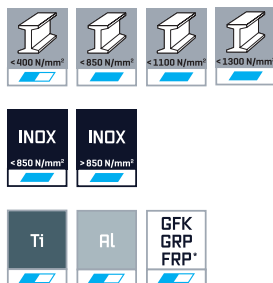 <400 N/mm² <850 N/mm² <1100 N/mm² <1300 N/mm²
INOX INOX
<850 N/mm² >850 N/mm²
Ti Al GFK
GRP
FRP*